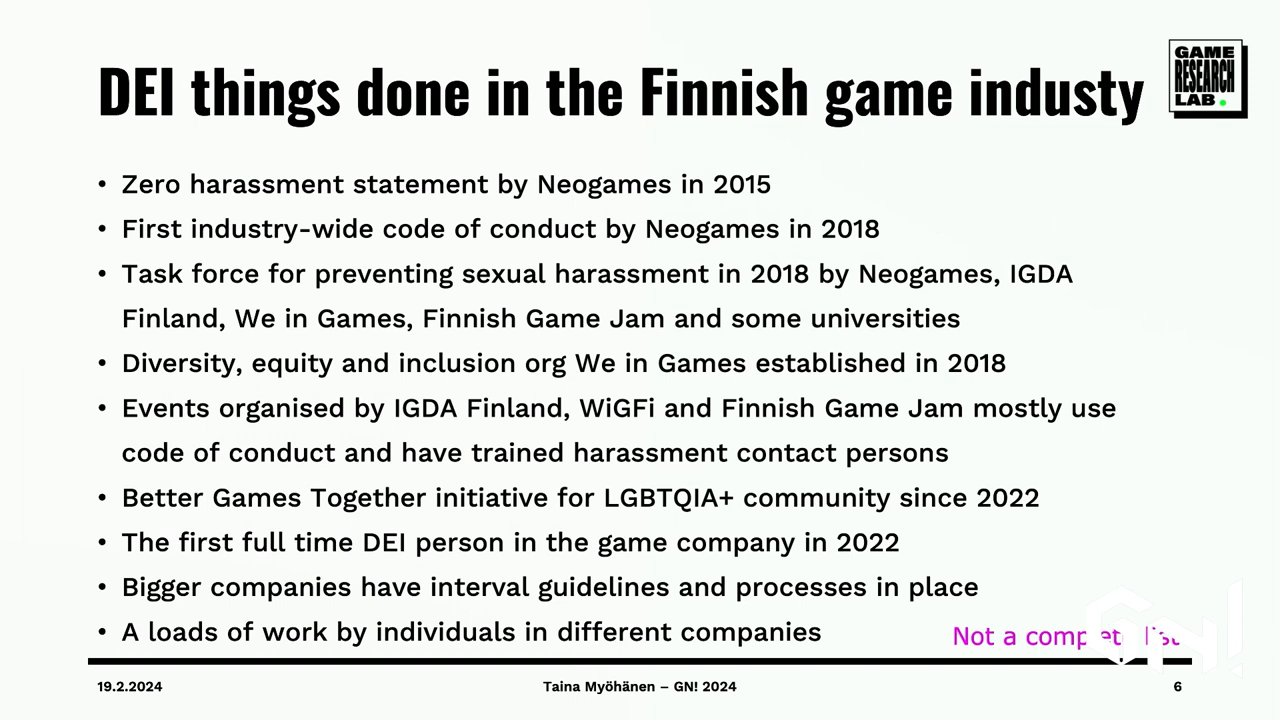 DEI things done in the Finnish game industy
GAME
RESEARCH
LAB
• Zero harassment statement by Neogames in 2015
• First industry-wide code of conduct by Neogames in 2018
• Task force for preventing sexual harassment in 2018 by Neogames, IGDA
Finland, We in Games, Finnish Game Jam and some universities
• Diversity, equity and inclusion org We in Games established in 2018
• Events organised by IGDA Finland, WiGFi and Finnish Game Jam mostly use
code of conduct and have trained harassment contact persons
• Better Games Together initiative for LGBTQIA+ community since 2022
• The first full time DEI person in the game company in 2022
• Bigger companies have interval guidelines and processes in place
• A loads of work by individuals in different companies
Not a complete list
GN!
19.2.2024
Taina Myöhänen – GN! 2024
6